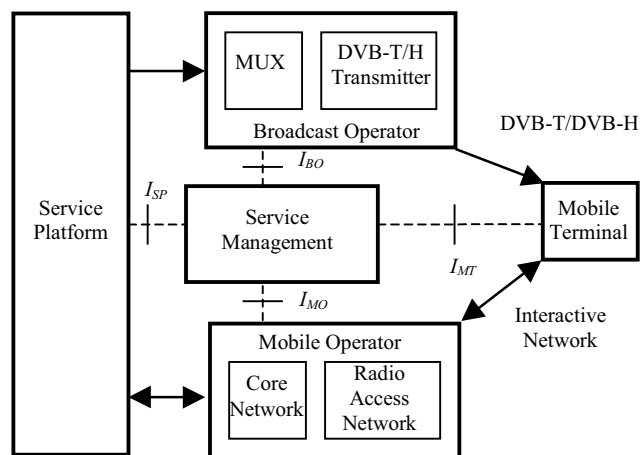 MUX
DVB-T/H
Transmitter
Broadcast Operator
DVB-T/DVB-H
I_BO
I_SP
Service
Platform
Service
Management
Mobile
Terminal
I_MT
I_MO
Interactive
Network
Mobile Operator
Core
Network
Radio
Access
Network